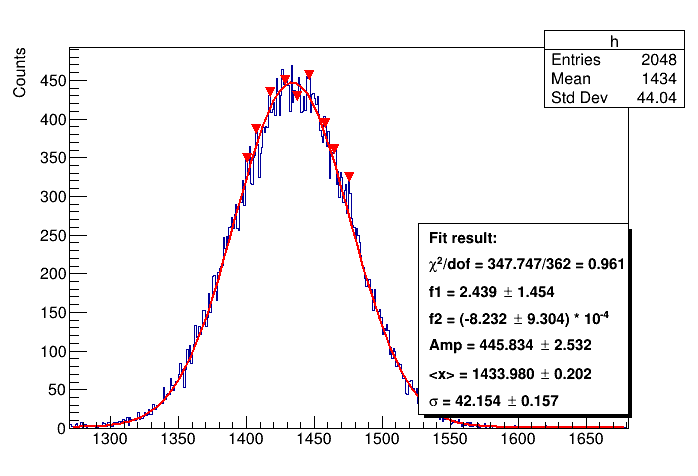 h
Entries 2048
Mean 1434
Std Dev 44.04
Counts
450
400
350
300
250
200
150
100
50
0
Fit result:
χ²/dof = 347.747/362 = 0.961
f1 = 2.439 ± 1.454
f2 = (-8.232 ± 9.304) * 10⁻⁴
Amp = 445.834 ± 2.532
<x> = 1433.980 ± 0.202
σ = 42.154 ± 0.157
1300 1350 1400 1450 1500 1550 1600 1650